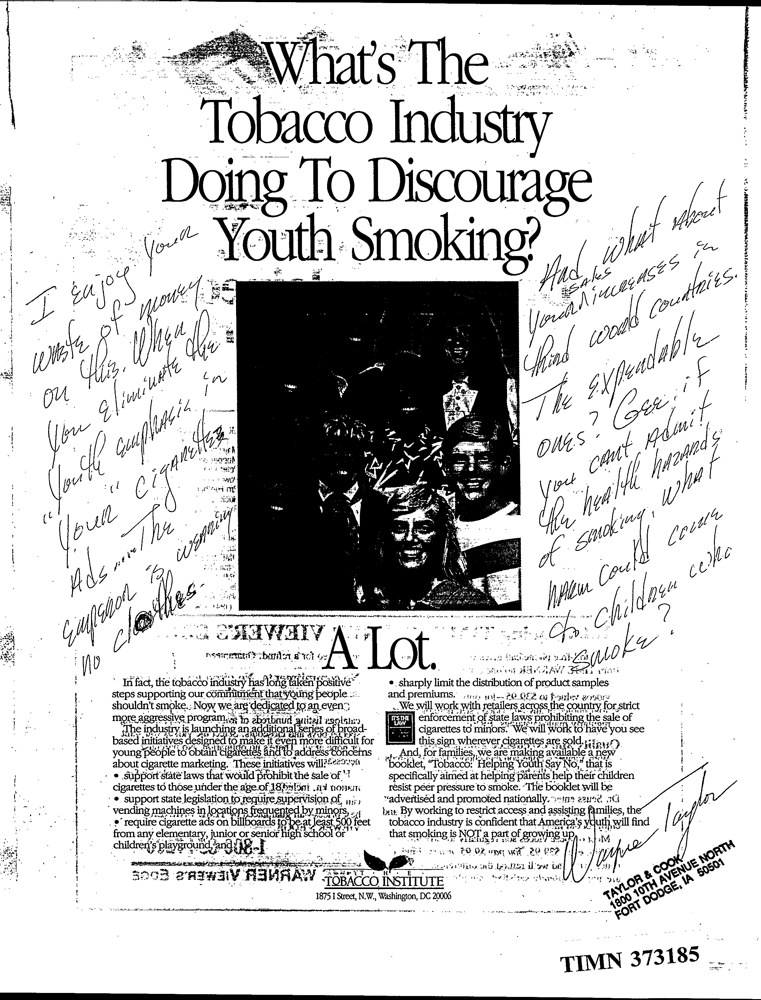 What's The
Tobacco Industry
Doing To Discourage
Youth Smoking?
I enjoy your
waste of money
on this. When
you eliminate the
"youth emphasis in
your" cigarettes
Ads .... The
Emperor is wearing
no clothes.
And, what about
your sales increases in
third world countries.
The expendable
ones? Gee, if
you can't admit
the health hazards
of smoking, what
harm could come
to children who
smoke?
A Lot.
In fact, the tobacco industry has long taken positive
steps supporting our commitment that young people
shouldn't smoke. Now we are dedicated to an even
more aggressive program.
The industry is launching an additional series of broad-
based initiatives designed to make it even more difficult for
young people to obtain cigarettes and to address concerns
about cigarette marketing. These initiatives will:
• support state laws that would prohibit the sale of
cigarettes to those under the age of 18
• support state legislation to require supervision of
vending machines in locations frequented by minors,
• require cigarette ads on billboards to be at least 500 feet
from any elementary, junior or senior high school or
children's playground, and
• sharply limit the distribution of product samples
and premiums.
We will work with retailers across the country for strict
IT'S THE
LAW
enforcement of state laws prohibiting the sale of
cigarettes to minors. We will work to have you see
this sign wherever cigarettes are sold.
And, for families, we are making available a new
booklet, "Tobacco: Helping Youth Say No," that is
specifically aimed at helping parents help their children
resist peer pressure to smoke. The booklet will be
advertised and promoted nationally.
By working to restrict access and assisting families, the
tobacco industry is confident that America's youth will find
that smoking is NOT a part of growing up.
THE
TOBACCO INSTITUTE
1875 I Street, N.W., Washington, DC 20006
Wayne Taylor
TAYLOR & COOK
1800 10TH AVENUE NORTH
FORT DODGE, IA 50501
TIMN 373185